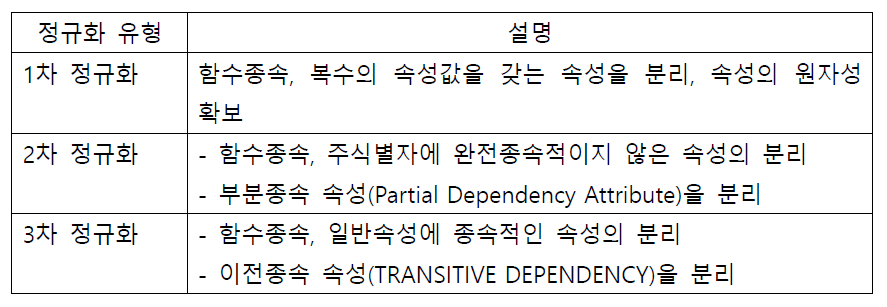 정규화 유형 설명
1차 정규화 함수종속, 복수의 속성값을 갖는 속성을 분리, 속성의 원자성
확보
2차 정규화 - 함수종속, 주식별자에 완전종속적이지 않은 속성의 분리
- 부분종속 속성(Partial Dependency Attribute)을 분리
3차 정규화 - 함수종속, 일반속성에 종속적인 속성의 분리
- 이전종속 속성(TRANSITIVE DEPENDENCY)을 분리